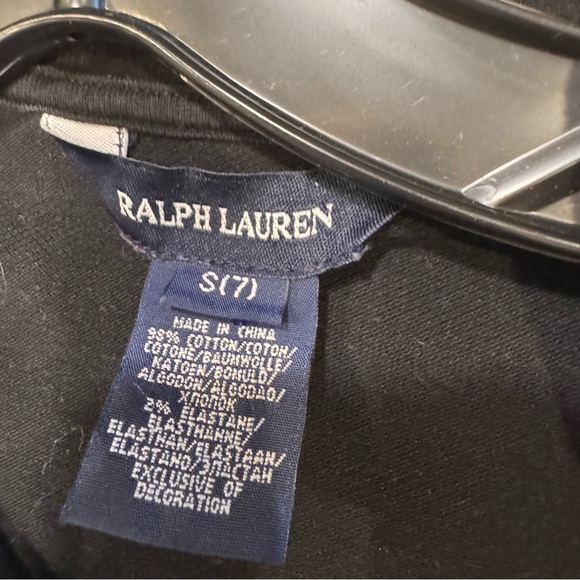 RALPH LAUREN
S(7)
MADE IN CHINA
98% COTTON/COTON/
COTONE/BAUMWOLLE/
KATOEN/BOMULD/
ALGODON/ALGODAO/
ХЛОПОК
2% ELASTANE/
ELASTHANNE/
ELASTHAN/ELASTAAN/
ELASTANO/ЭЛАСТАН
EXCLUSIVE OF
DECORATION